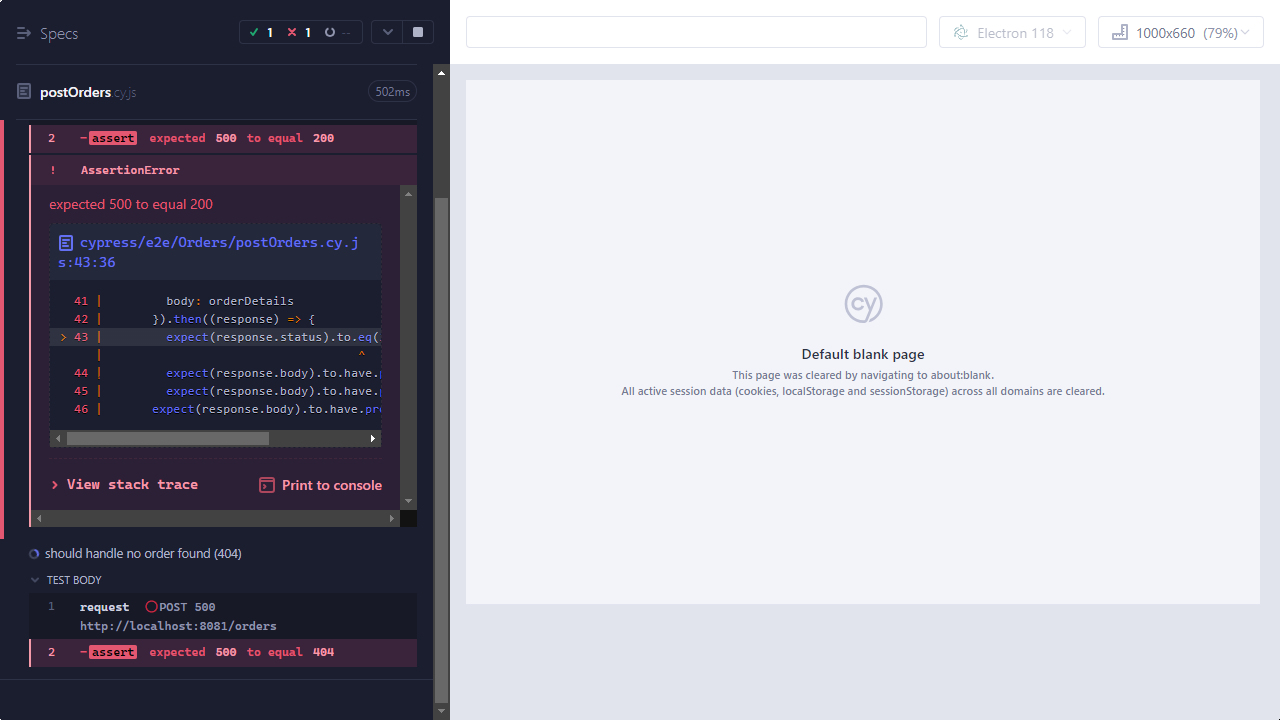 Specs
1
1
--
Electron 118
1000x660 (79%)
postOrders.cy.js
502ms
2 -assert expected 500 to equal 200
! AssertionError
expected 500 to equal 200
cypress/e2e/Orders/postOrders.cy.j
s:43:36
41 | body: orderDetails
42 | }).then((response) => {
> 43 | expect(response.status).to.eq(
| ^
44 | expect(response.body).to.have.
45 | expect(response.body).to.have.
46 | expect(response.body).to.have.pr
> View stack trace
Print to console
should handle no order found (404)
TEST BODY
1 request POST 500
http://localhost:8081/orders
2 -assert expected 500 to equal 404
cy
Default blank page
This page was cleared by navigating to about:blank.
All active session data (cookies, localStorage and sessionStorage) across all domains are cleared.